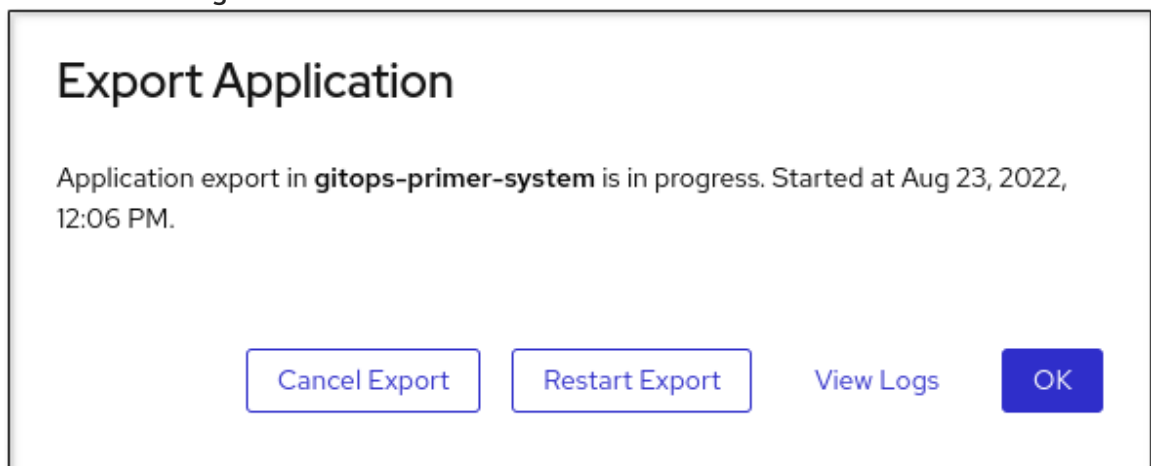 Export Application
Application export in gitops-primer-system is in progress. Started at Aug 23, 2022,
12:06 PM.
Cancel Export Restart Export View Logs OK